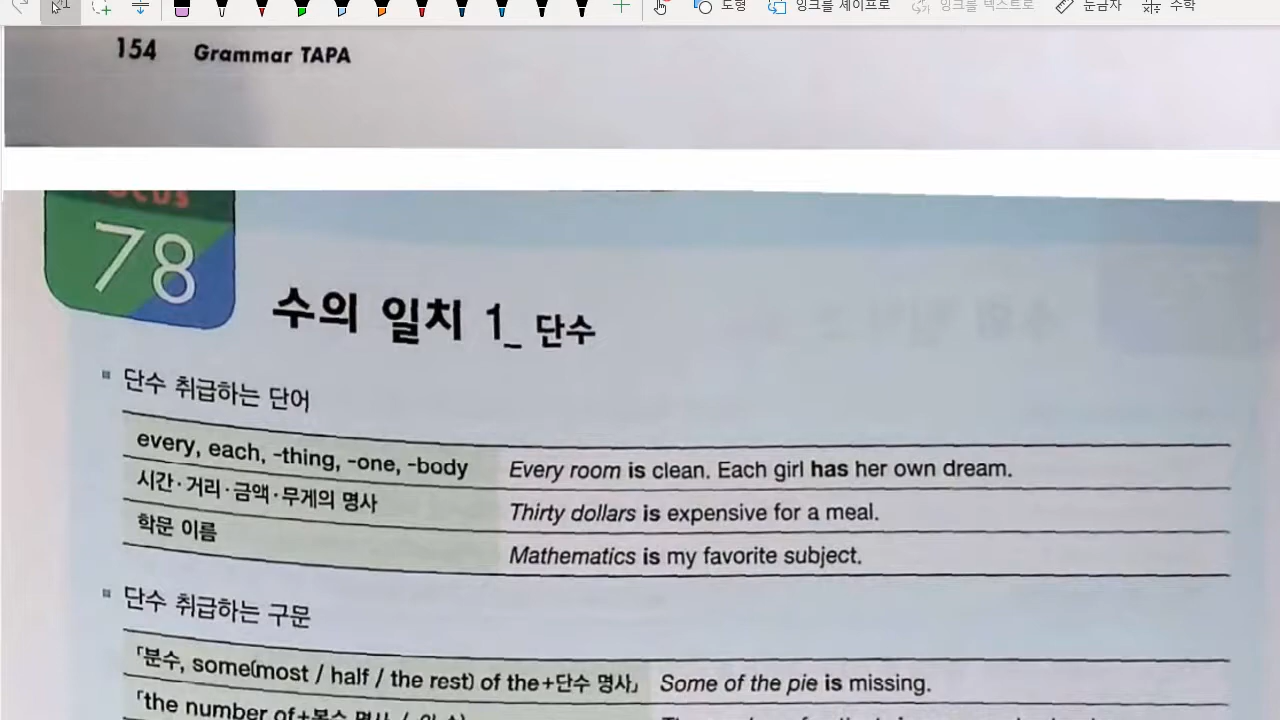 도형
잉크를 셰이프로
잉크를 텍스트로
눈금자
수학
154 Grammar TAPA
FOCUS
78
수의 일치 1_ 단수
단수 취급하는 단어
every, each, -thing, -one, -body
Every room is clean. Each girl has her own dream.
시간·거리·금액·무게의 명사
Thirty dollars is expensive for a meal.
학문 이름
Mathematics is my favorite subject.
단수 취급하는 구문
「분수, some(most / half / the rest) of the+단수 명사」
Some of the pie is missing.
「the number of+복수 명사